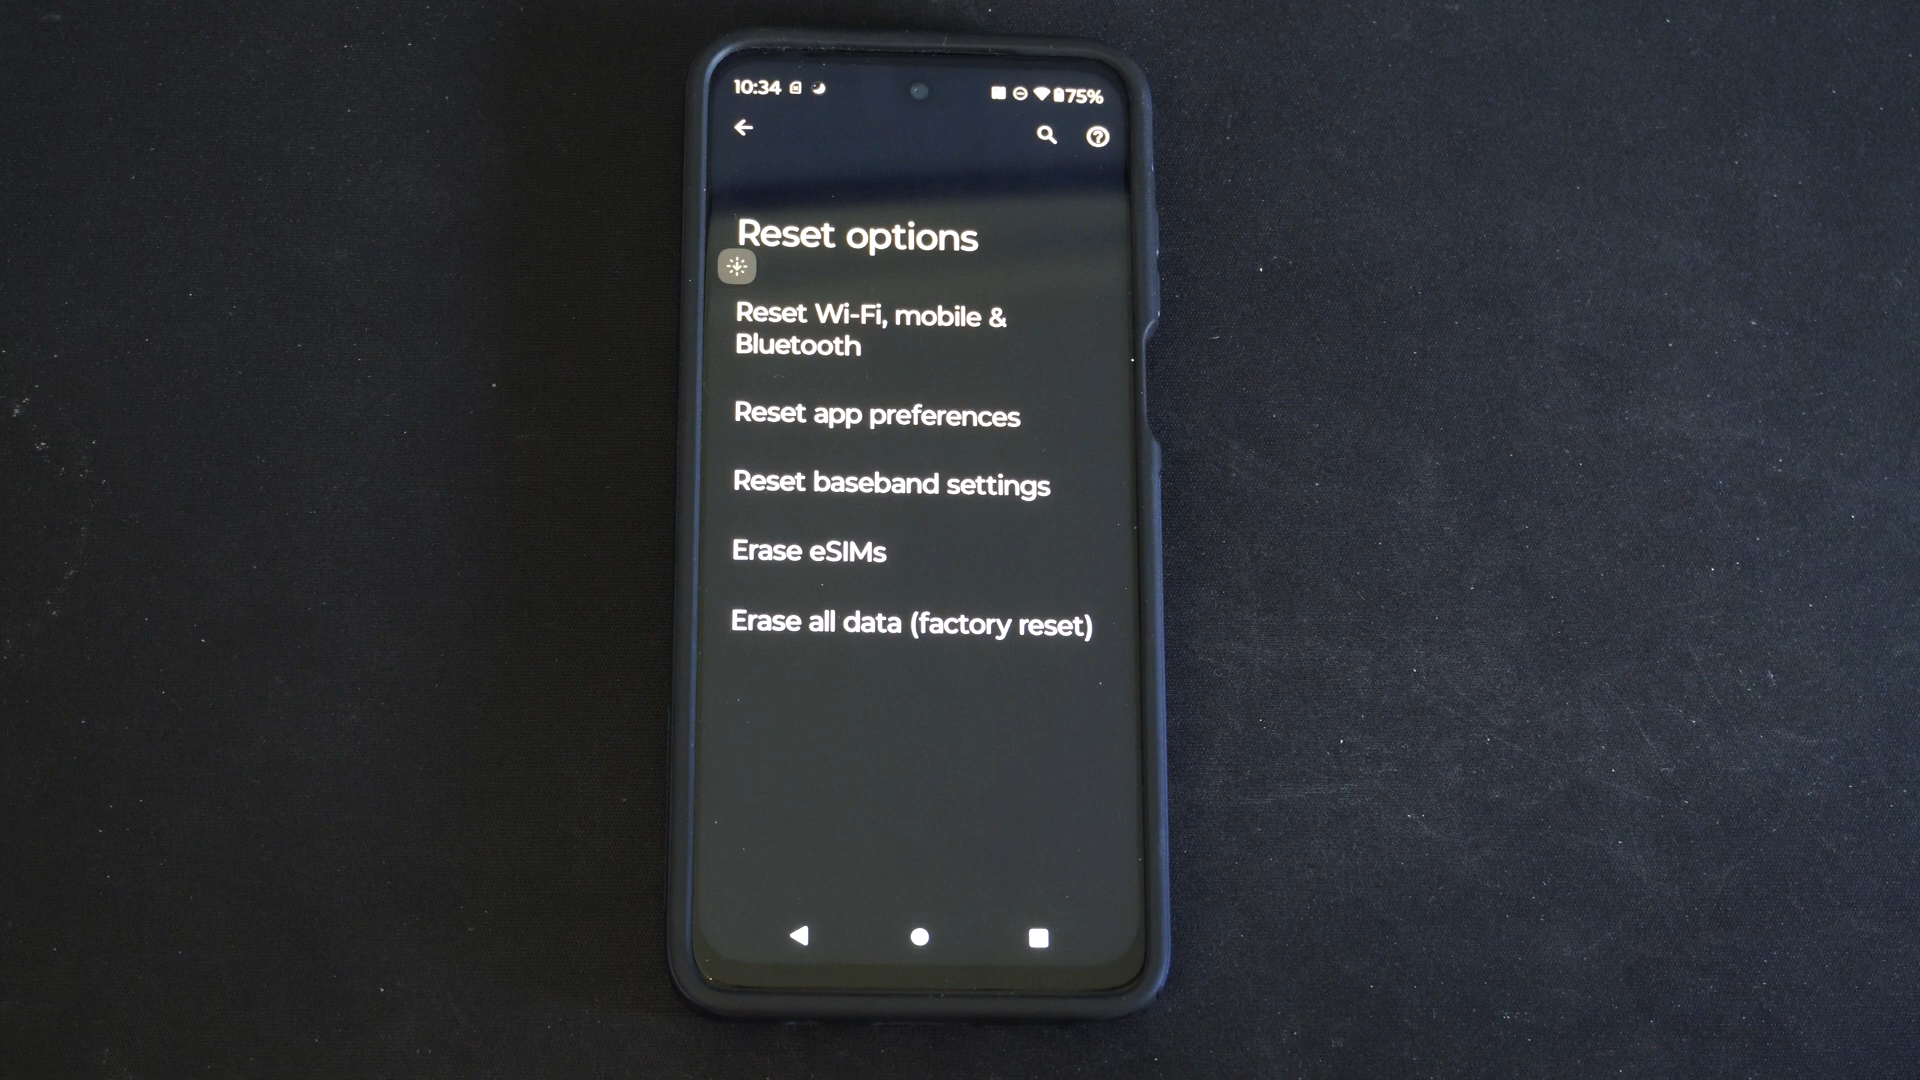 10:34 75%
Reset options
Reset Wi-Fi, mobile &
Bluetooth
Reset app preferences
Reset baseband settings
Erase eSIMs
Erase all data (factory reset)